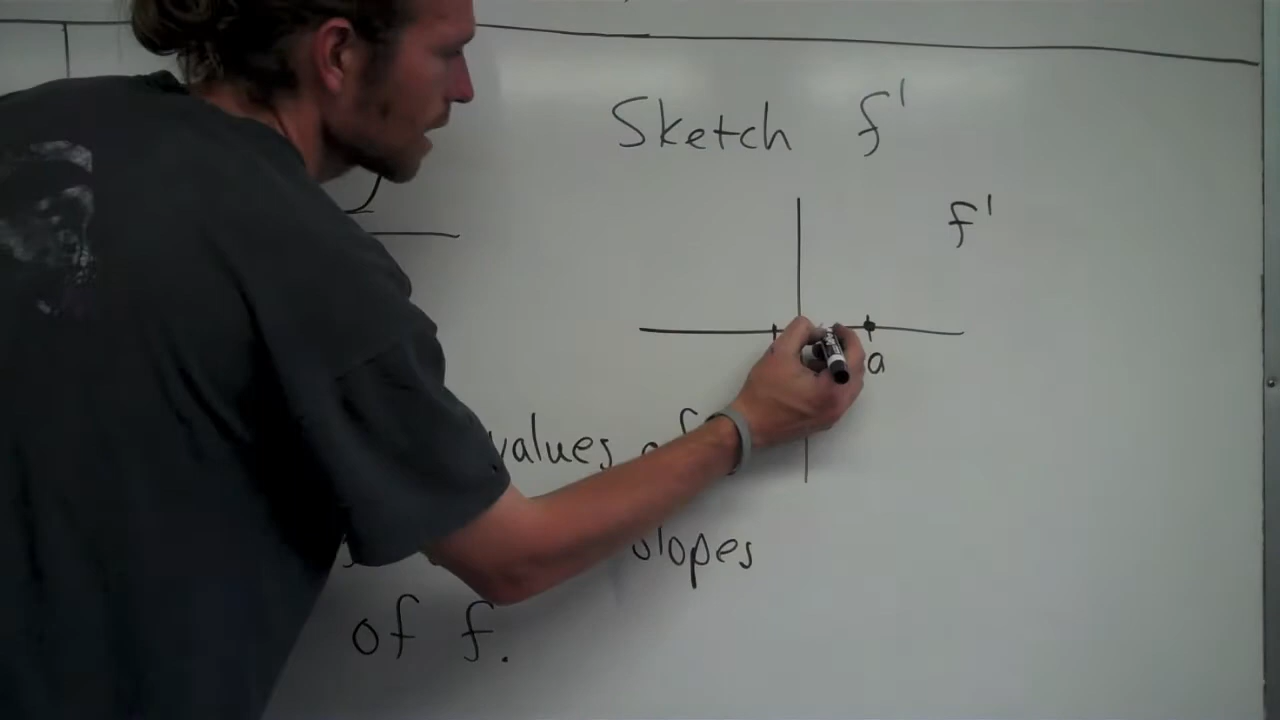 Sketch f'
f'
a
values of
slopes
of f.